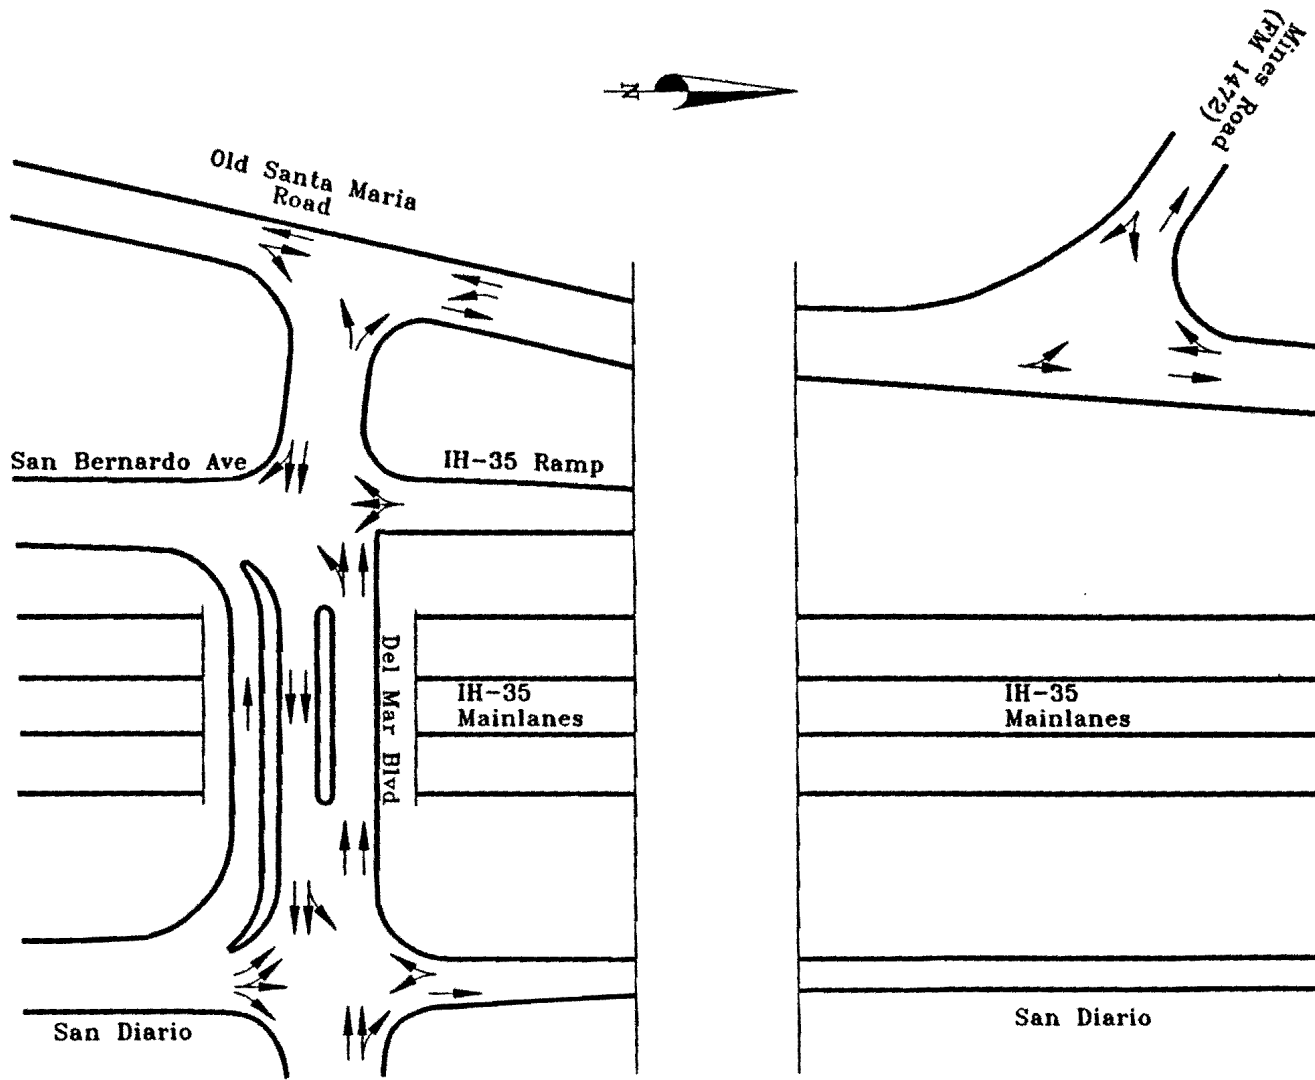 Mines Road
(FM 1472)
N
Old Santa Maria
Road
San Bernardo Ave
IH-35 Ramp
Del Mar Blvd
IH-35
Mainlanes
IH-35
Mainlanes
San Diario
San Diario